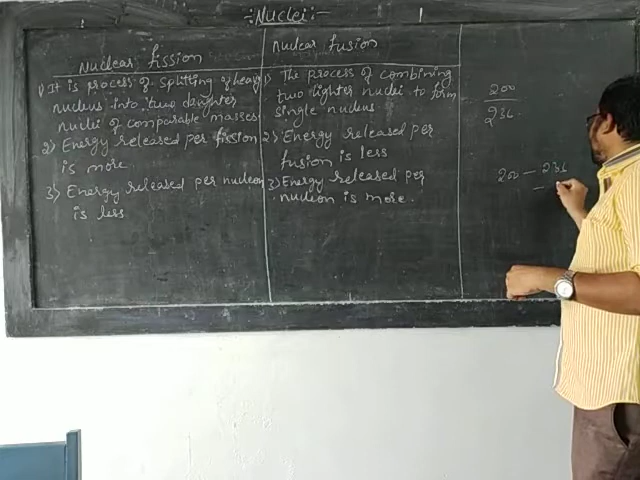 :Nuclei:-
Nuclear fission
1) It is process of splitting of heavy
nucleus into two daughter
nuclei of comparable masses
2) Energy released per fission
is more.
3) Energy released per nucleon
is less
nuclear fusion
1) The process of combining
two lighter nuclei to form
single nucleus.
2) Energy released per
fusion is less
3) Energy released per
nucleon is more.
200
236
200 — 236
—